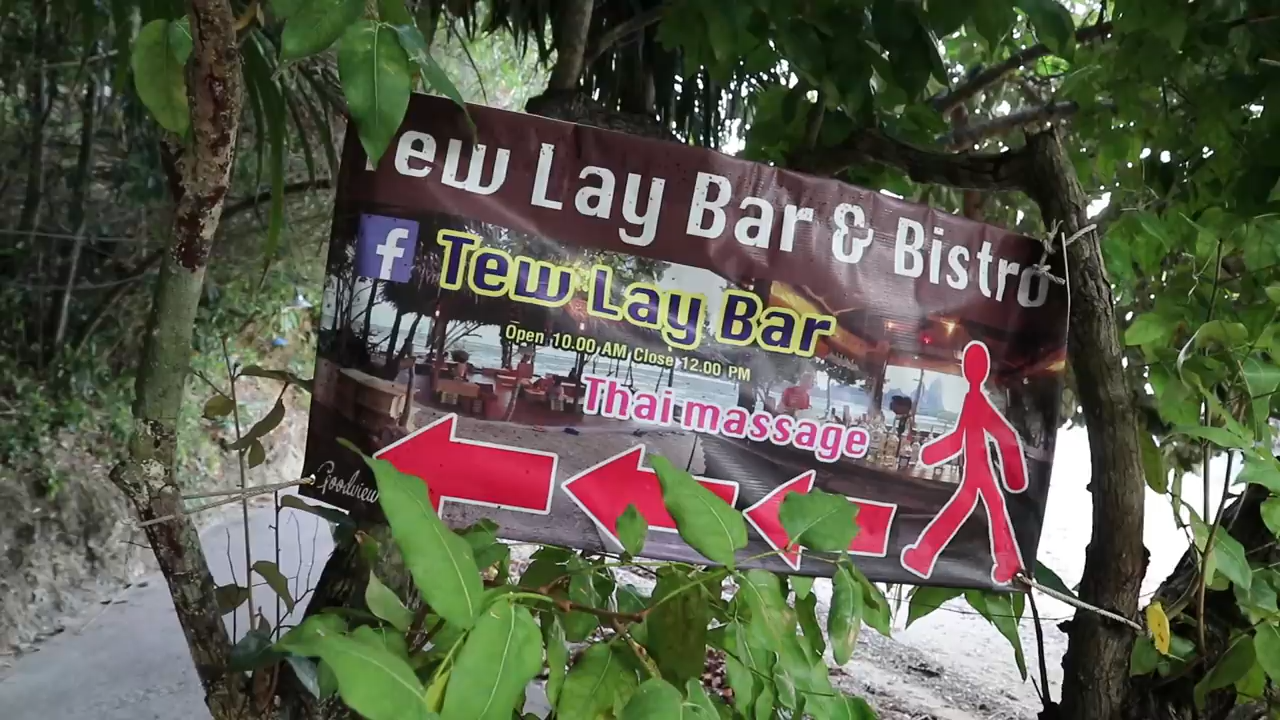 Tew Lay Bar & Bistro
f Tew Lay Bar
Open 10.00 AM Close 12.00 PM
Thai massage
Goodview